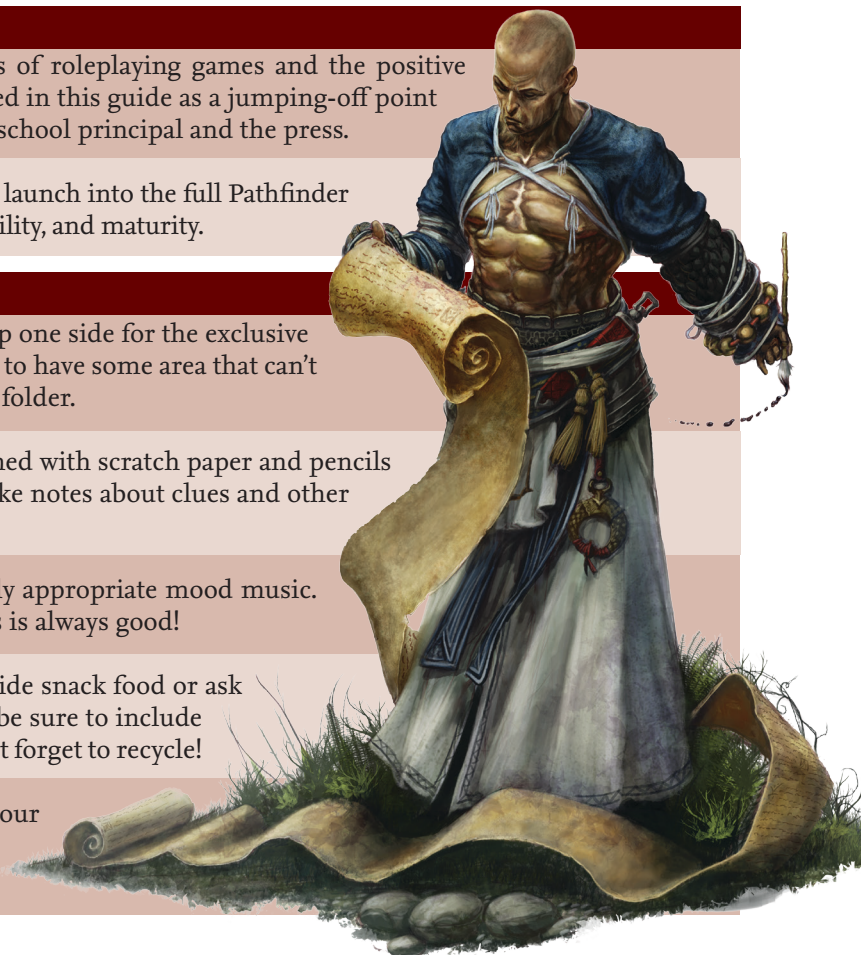 s of roleplaying games and the positive
ed in this guide as a jumping-off point
school principal and the press.
launch into the full Pathfinder
ility, and maturity.
p one side for the exclusive
to have some area that can’t
folder.
ned with scratch paper and pencils
ke notes about clues and other
ly appropriate mood music.
s is always good!
ide snack food or ask
be sure to include
t forget to recycle!
our